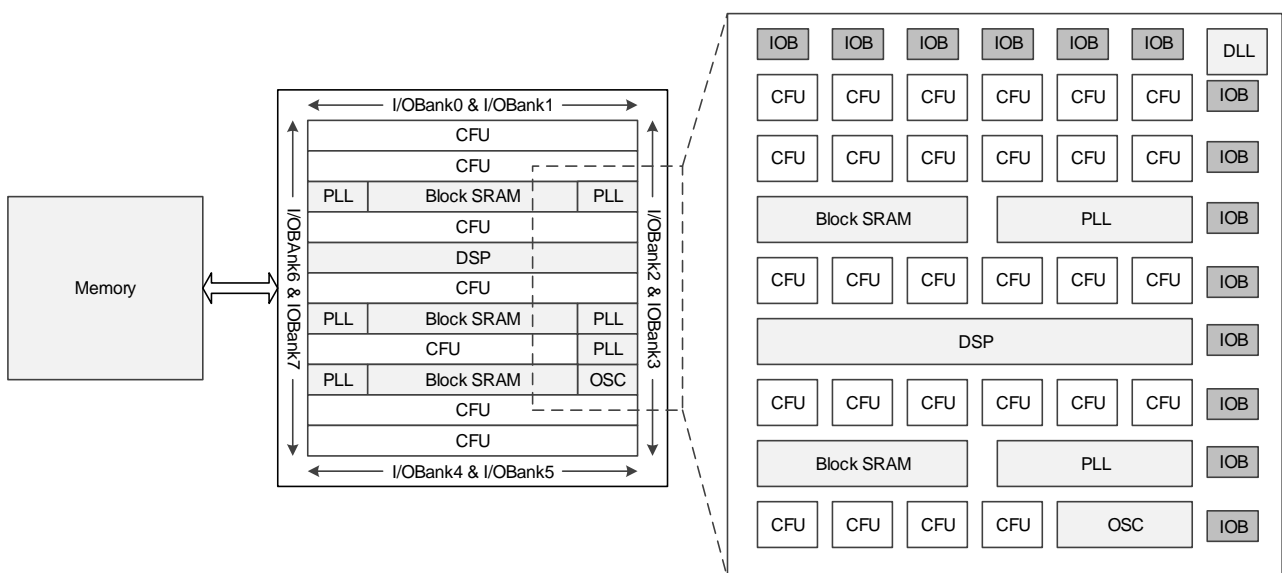 Memory
I/OBank0 & I/OBank1
I/OBAnk6 & IOBank7
I/OBank2 & IOBank3
CFU
CFU
PLL Block SRAM PLL
CFU
DSP
CFU
PLL Block SRAM PLL
CFU PLL
PLL Block SRAM OSC
CFU
CFU
I/OBank4 & I/OBank5
IOB IOB IOB IOB IOB IOB DLL
CFU CFU CFU CFU CFU CFU IOB
CFU CFU CFU CFU CFU CFU IOB
Block SRAM PLL IOB
CFU CFU CFU CFU CFU CFU IOB
DSP IOB
CFU CFU CFU CFU CFU CFU IOB
Block SRAM PLL IOB
CFU CFU CFU CFU OSC IOB